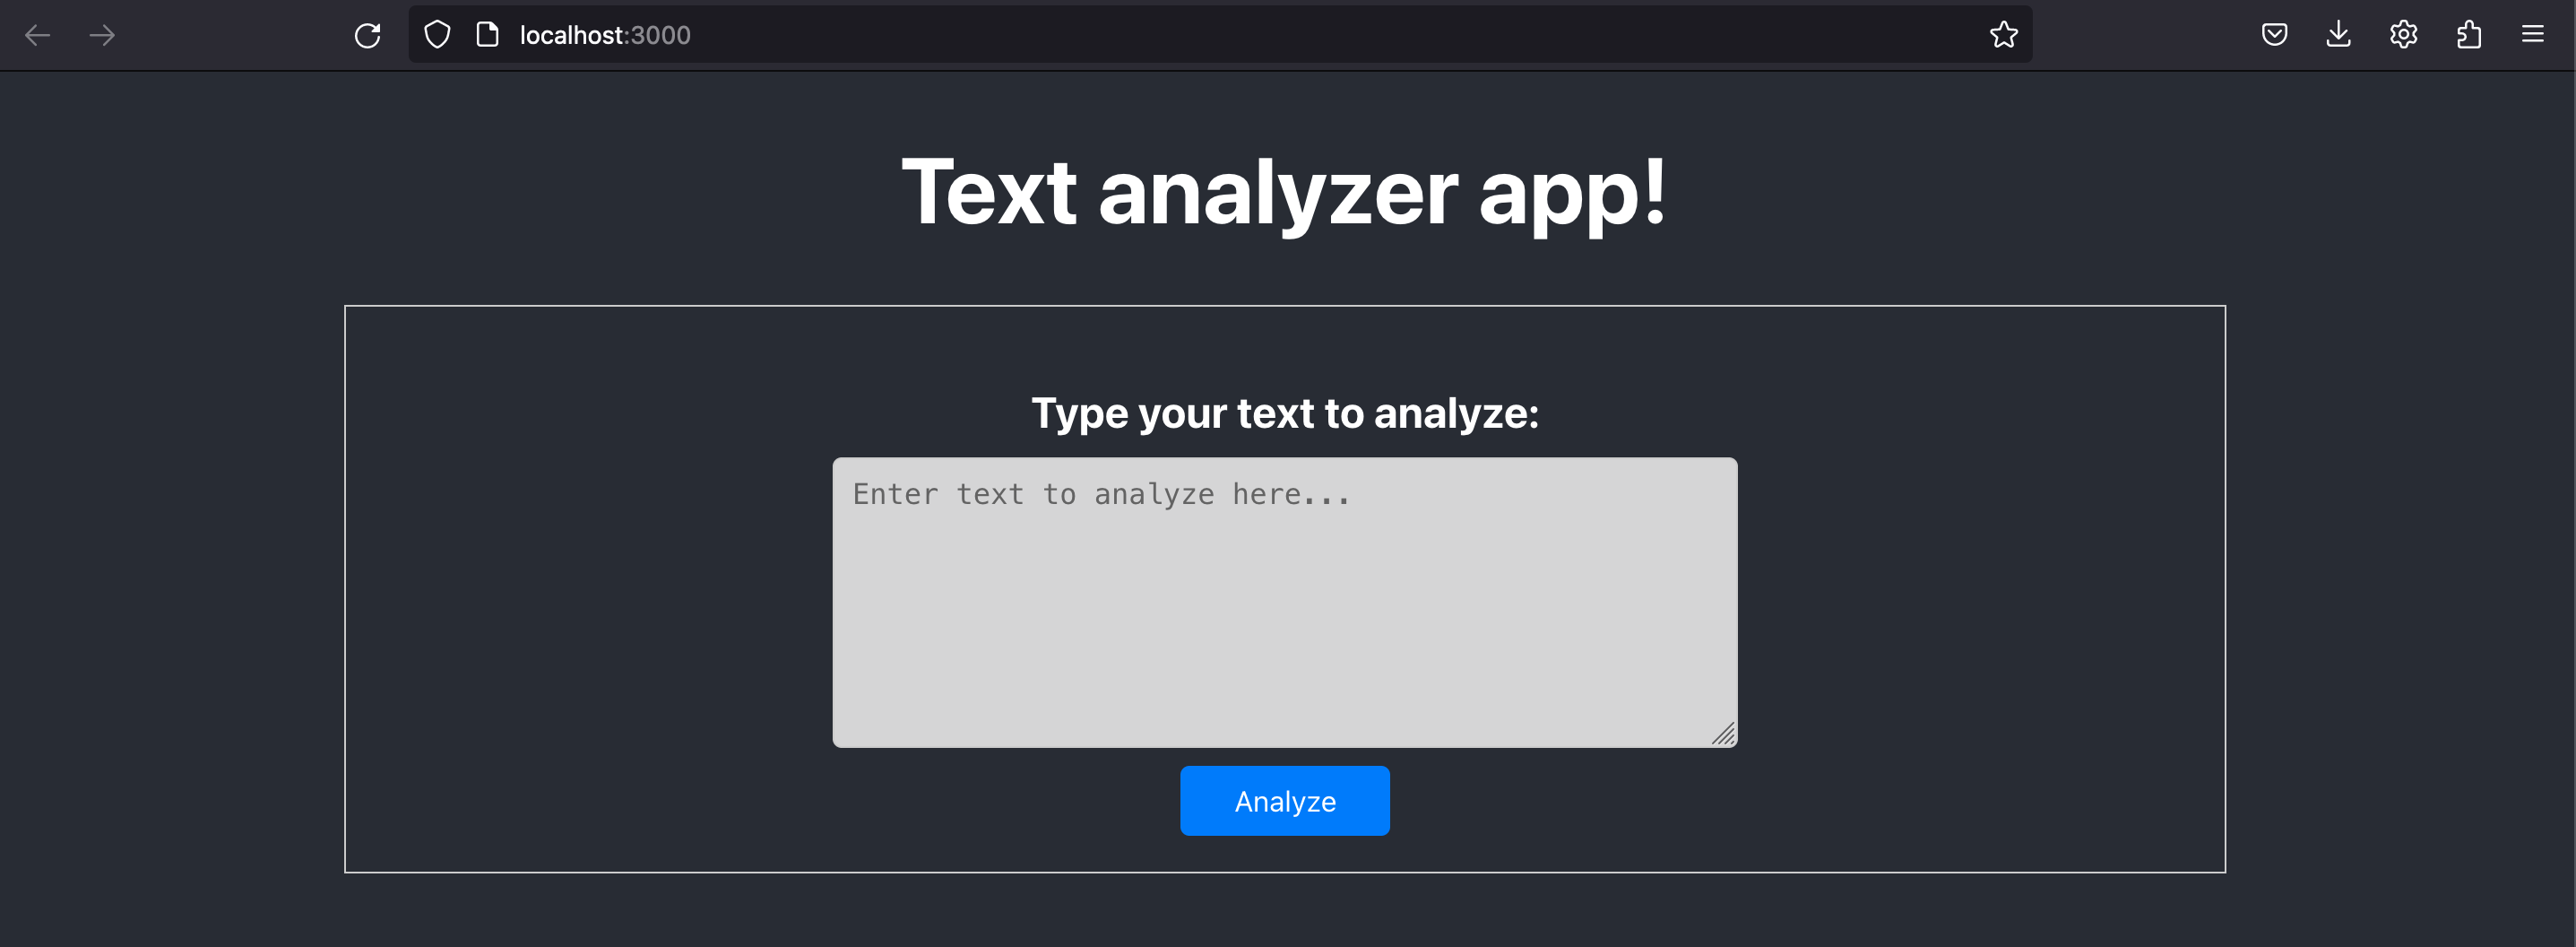 localhost:3000
Text analyzer app!
Type your text to analyze:
Enter text to analyze here...
Analyze